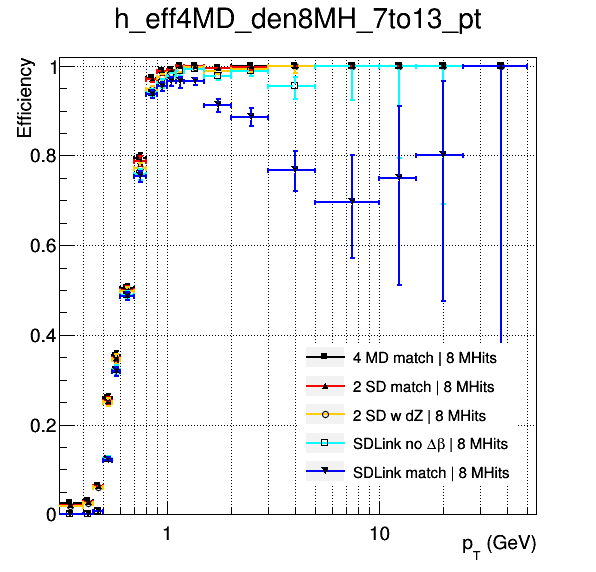 h_eff4MD_den8MH_7to13_pt
Efficiency
1
0.8
0.6
0.4
0.2
0
4 MD match | 8 MHits
2 SD match | 8 MHits
2 SD w dZ | 8 MHits
SDLink no Δβ | 8 MHits
SDLink match | 8 MHits
1
10
p_T (GeV)